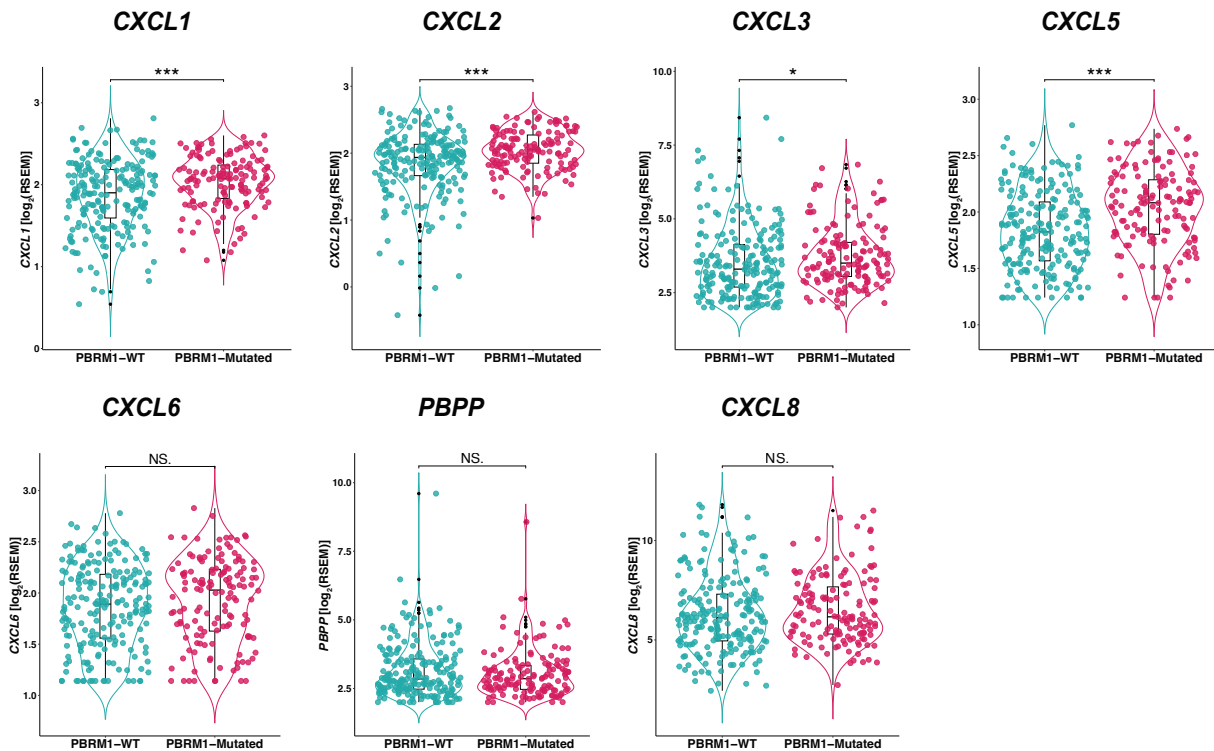 CXCL1
CXCL2
CXCL3
CXCL5
***
***
*
***
CXCL1 [log2(RSEM)]
3
2
1
0
PBRM1−WT
PBRM1−Mutated
CXCL2 [log2(RSEM)]
3
2
1
0
PBRM1−WT
PBRM1−Mutated
CXCL3 [log2(RSEM)]
10.0
7.5
5.0
2.5
PBRM1−WT
PBRM1−Mutated
CXCL5 [log2(RSEM)]
3.0
2.5
2.0
1.5
1.0
PBRM1−WT
PBRM1−Mutated
CXCL6
PBPP
CXCL8
NS.
NS.
NS.
CXCL6 [log2(RSEM)]
3.0
2.5
2.0
1.5
1.0
PBRM1−WT
PBRM1−Mutated
PBPP [log2(RSEM)]
10.0
7.5
5.0
2.5
PBRM1−WT
PBRM1−Mutated
CXCL8 [log2(RSEM)]
10
5
PBRM1−WT
PBRM1−Mutated